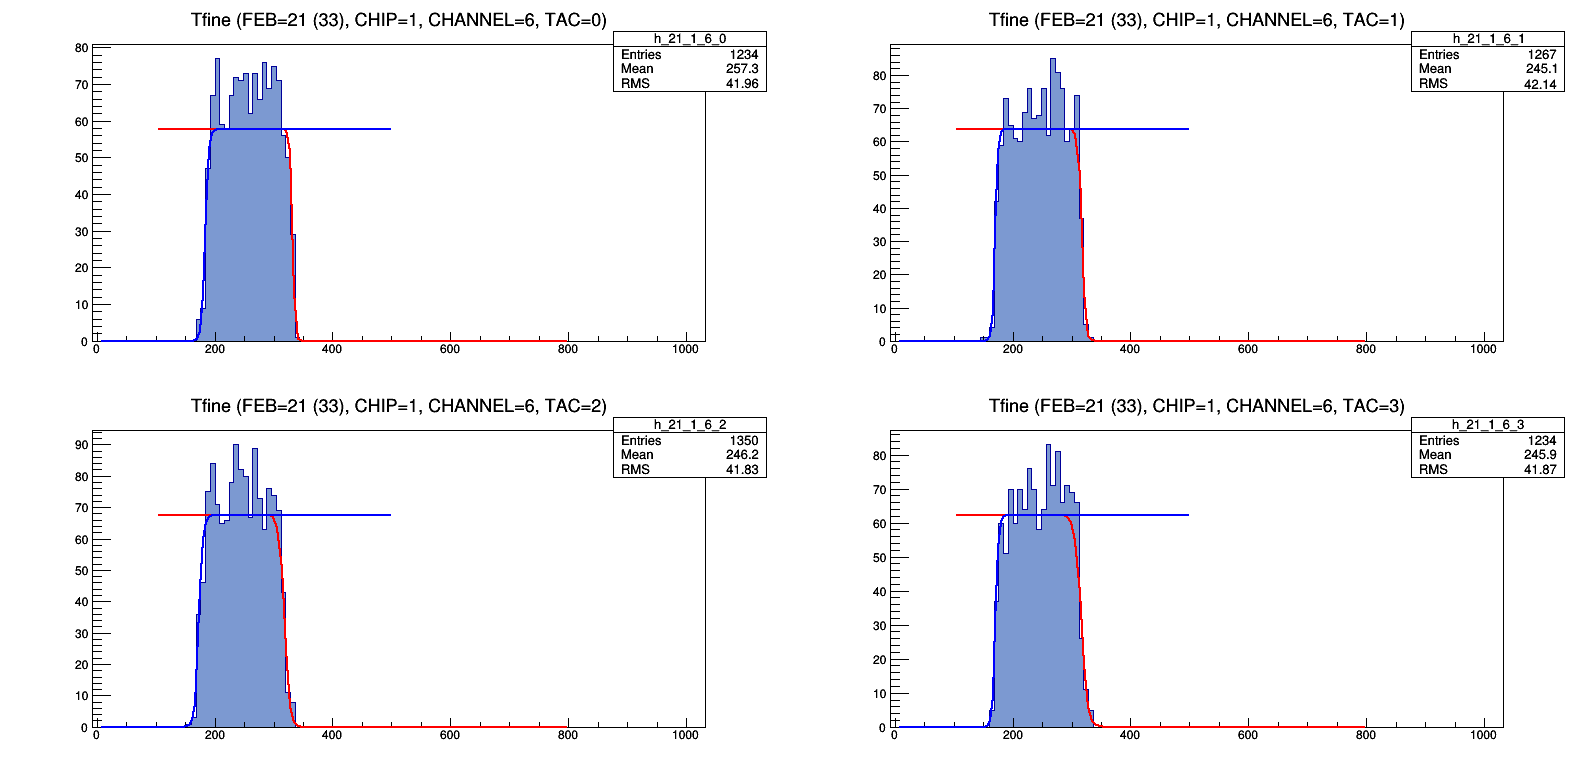 Tfine (FEB=21 (33), CHIP=1, CHANNEL=6, TAC=0)
h_21_1_6_0
Entries 1234
Mean 257.3
RMS 41.96
80
70
60
50
40
30
20
10
0
0 200 400 600 800 1000
Tfine (FEB=21 (33), CHIP=1, CHANNEL=6, TAC=1)
h_21_1_6_1
Entries 1267
Mean 245.1
RMS 42.14
80
70
60
50
40
30
20
10
0
0 200 400 600 800 1000
Tfine (FEB=21 (33), CHIP=1, CHANNEL=6, TAC=2)
h_21_1_6_2
Entries 1350
Mean 246.2
RMS 41.83
90
80
70
60
50
40
30
20
10
0
0 200 400 600 800 1000
Tfine (FEB=21 (33), CHIP=1, CHANNEL=6, TAC=3)
h_21_1_6_3
Entries 1234
Mean 245.9
RMS 41.87
80
70
60
50
40
30
20
10
0
0 200 400 600 800 1000